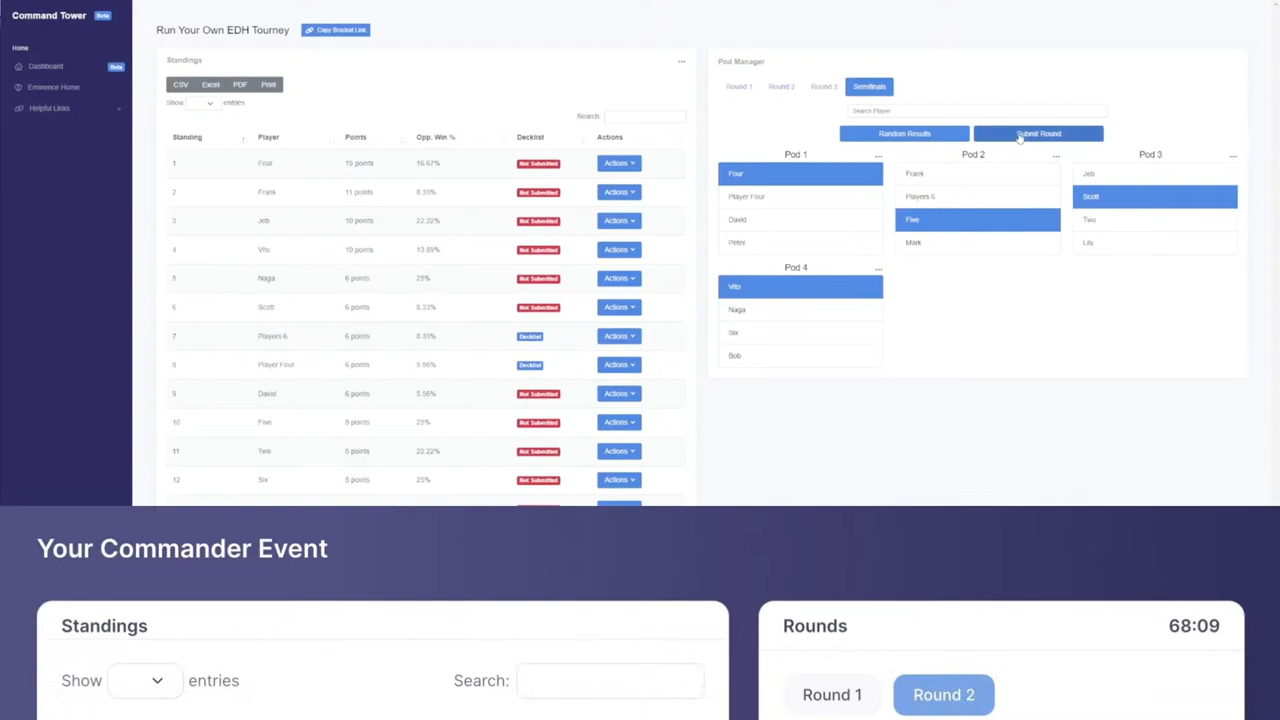 Command Tower Beta
Home
Dashboard Beta
Eminence Home
Helpful Links
Run Your Own EDH Tourney Copy Bracket Link
Standings
CSV Excel PDF Print
Show entries
Search
Standing Player Points Opp. Win % Decklist Actions
1 Four 15 points 16.67% Not Submitted Actions
2 Frank 11 points 8.33% Not Submitted Actions
3 Jeb 10 points 22.22% Not Submitted Actions
4 Vito 10 points 13.89% Not Submitted Actions
5 Naga 6 points 25% Not Submitted Actions
6 Scott 6 points 8.33% Not Submitted Actions
7 Players 6 6 points 8.33% Decklist Actions
8 Player Four 6 points 5.96% Decklist Actions
9 David 6 points 5.56% Not Submitted Actions
10 Five 5 points 25% Not Submitted Actions
11 Two 5 points 22.22% Not Submitted Actions
12 Six 5 points 25% Not Submitted Actions
Pod Manager
Round 1 Round 2 Round 3 Semifinals
Search Player
Random Results Submit Round
Pod 1
Four
Player Four
David
Peter
Pod 2
Frank
Players 6
Five
Mark
Pod 3
Jeb
Scott
Two
Lily
Pod 4
Vito
Naga
Six
Bob
Your Commander Event
Standings
Show entries
Search:
Rounds 68:09
Round 1 Round 2